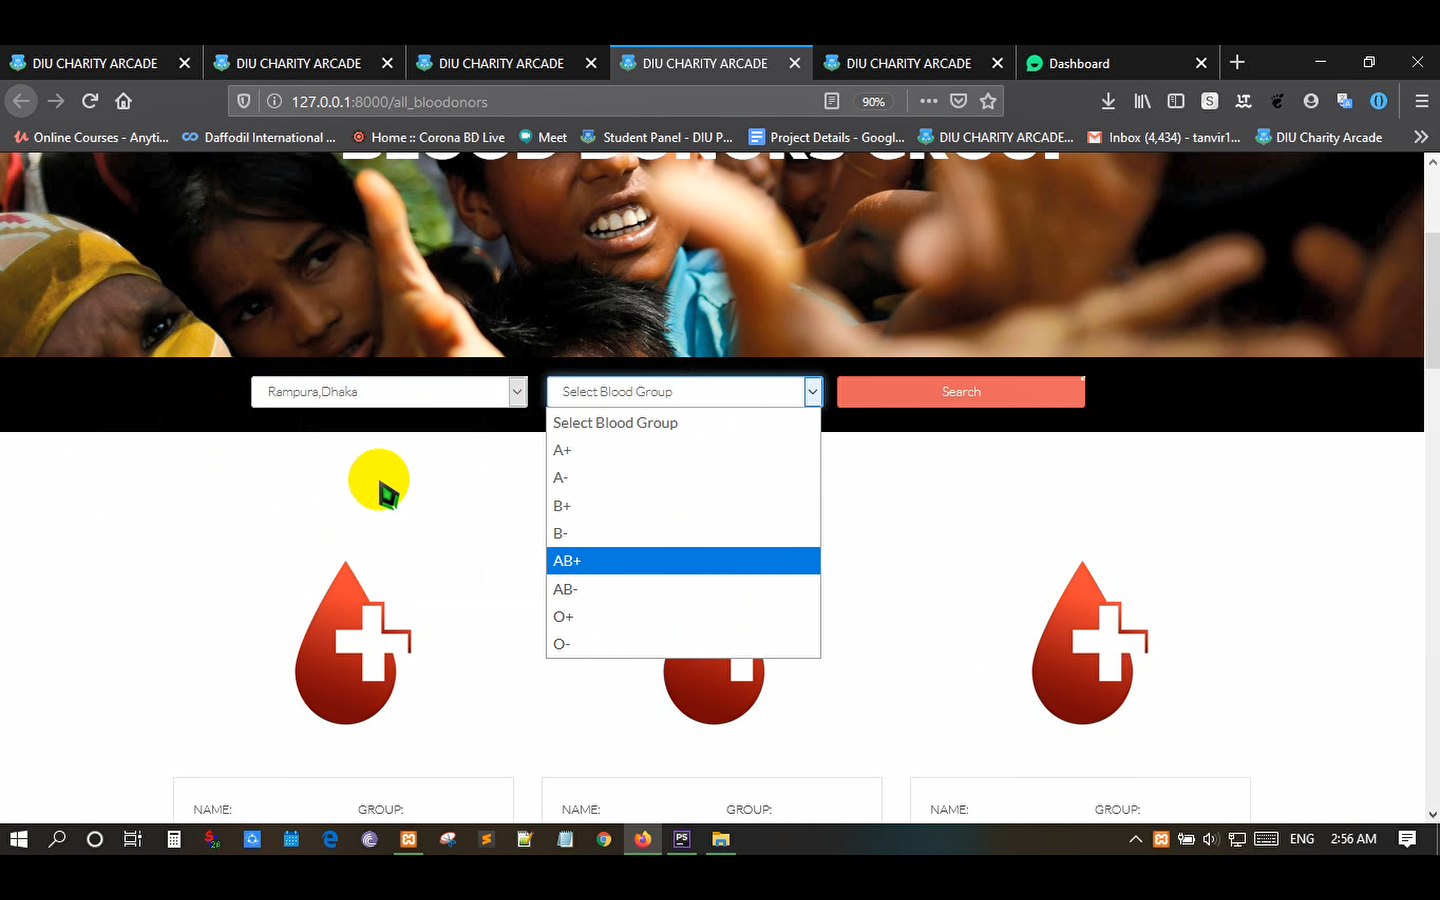 DIU CHARITY ARCADE
DIU CHARITY ARCADE
DIU CHARITY ARCADE
DIU CHARITY ARCADE
DIU CHARITY ARCADE
Dashboard
127.0.0.1:8000/all_bloodonors
90%
Online Courses - Anyti...
Daffodil International ...
Home :: Corona BD Live
Meet
Student Panel - DIU P...
Project Details - Googl...
DIU CHARITY ARCADE...
Inbox (4,434) - tanvir1...
DIU Charity Arcade
BLOOD DONORS GROUP
Rampura,Dhaka
Select Blood Group
Search
Select Blood Group
A+
A-
B+
B-
AB+
AB-
O+
O-
NAME:
GROUP:
NAME:
GROUP:
NAME:
GROUP:
ENG
2:56 AM